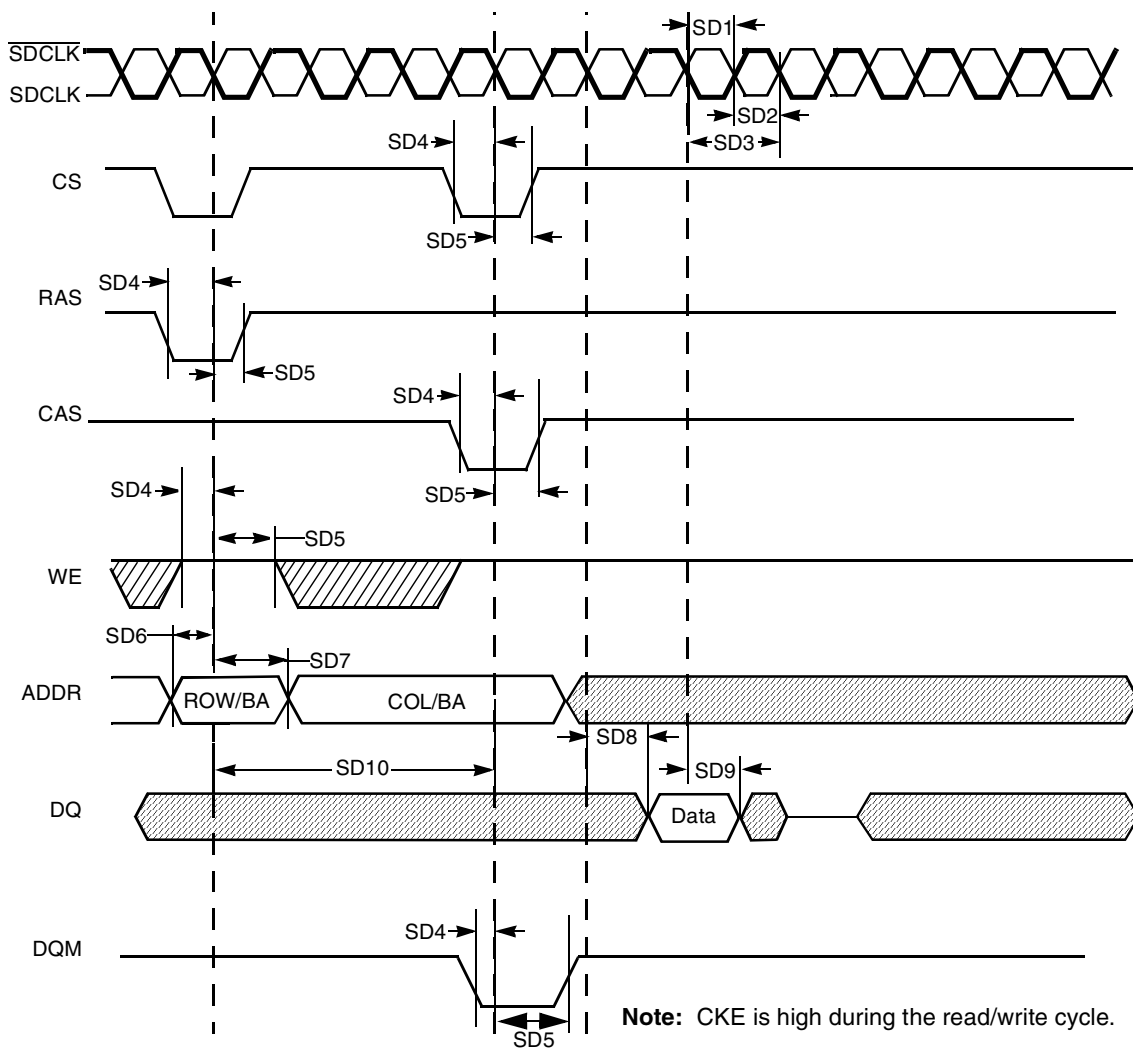 SD1
SDCLK
SDCLK
SD2
SD4
SD3
CS
SD5
SD4
RAS
SD5
SD4
CAS
SD4
SD5
SD5
WE
SD6
SD7
ADDR
ROW/BA
COL/BA
SD8
SD10
SD9
DQ
Data
SD4
DQM
Note: CKE is high during the read/write cycle.
SD5